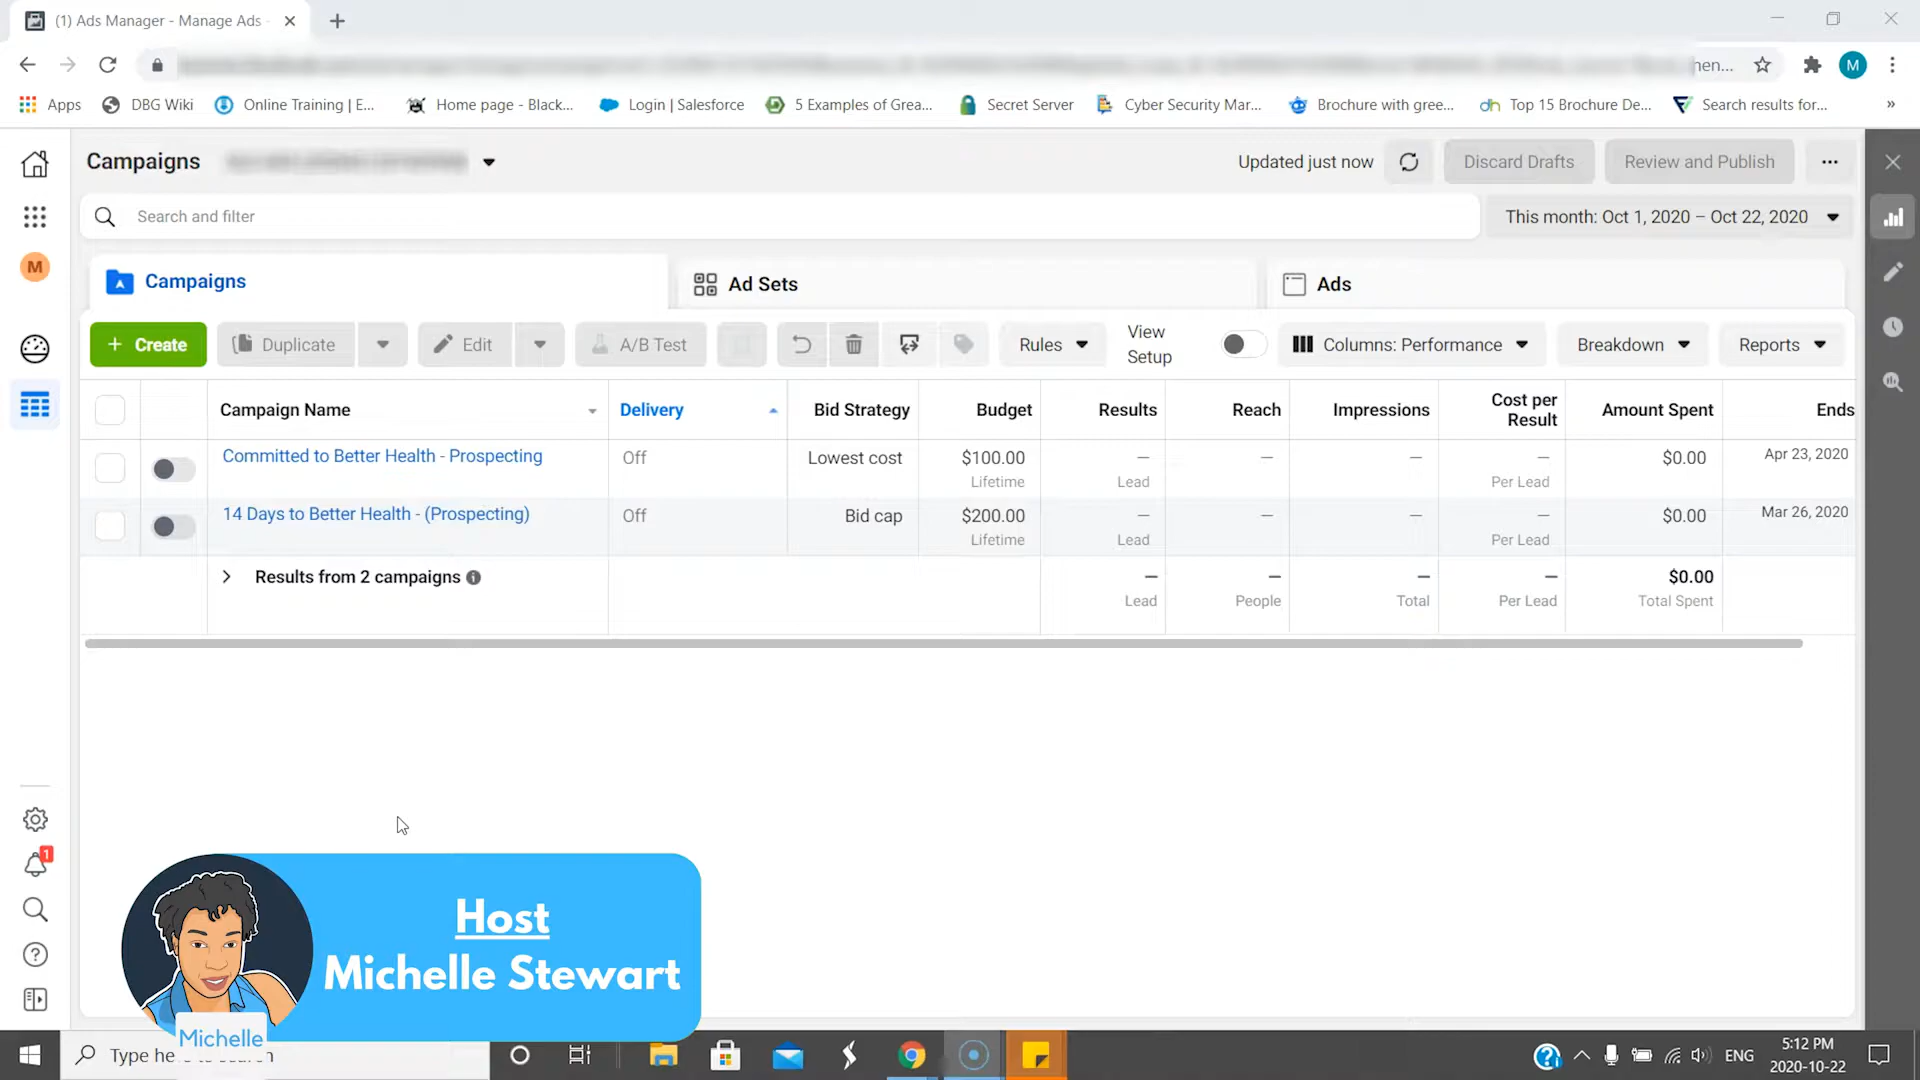 (1) Ads Manager - Manage Ads -
hen...
M
Apps
DBG Wiki
Online Training | E...
Home page - Black...
Login | Salesforce
5 Examples of Grea...
Secret Server
Cyber Security Mar...
Brochure with gree...
dh
Top 15 Brochure De...
Search results for...
»
Campaigns
Updated just now
Discard Drafts
Review and Publish
Search and filter
This month: Oct 1, 2020 – Oct 22, 2020
M
Campaigns
Ad Sets
Ads
+ Create
Duplicate
Edit
A/B Test
Rules
View
Setup
Columns: Performance
Breakdown
Reports
Campaign Name
Delivery
Bid Strategy
Budget
Results
Reach
Impressions
Cost per
Result
Amount Spent
Ends
Committed to Better Health - Prospecting
Off
Lowest cost
$100.00
Lifetime
—
Lead
—
—
—
Per Lead
$0.00
Apr 23, 2020
14 Days to Better Health - (Prospecting)
Off
Bid cap
$200.00
Lifetime
—
Lead
—
—
—
Per Lead
$0.00
Mar 26, 2020
Results from 2 campaigns
—
Lead
—
People
—
Total
—
Per Lead
$0.00
Total Spent
1
Host
Michelle Stewart
Michelle
Type here to search
ENG
5:12 PM
2020-10-22